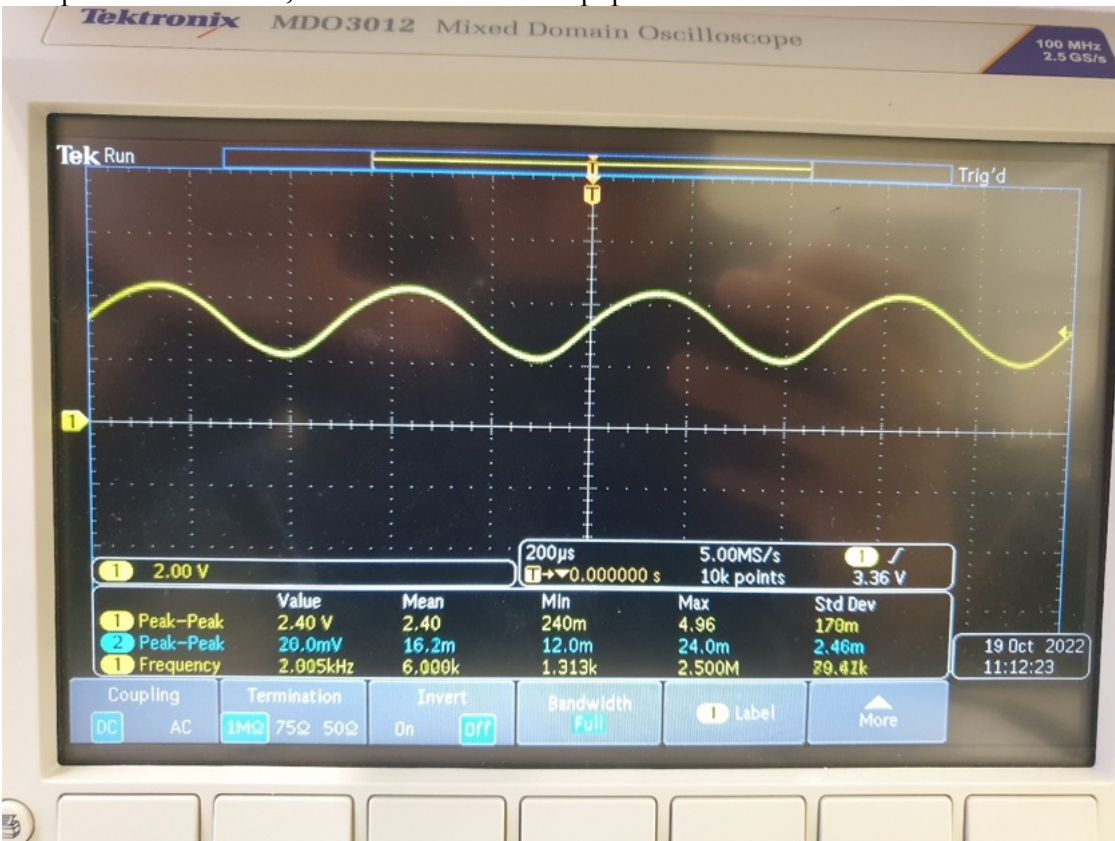 Tektronix MDO3012 Mixed Domain Oscilloscope
100 MHz
2.5 GS/s
Tek Run
Trig'd
T
T
1
1 2.00 V
200µs 5.00MS/s 1
T→▼0.000000 s 10k points 3.36 V
Value Mean Min Max Std Dev
1 Peak-Peak 2.40 V 2.40 240m 4.96 170m
2 Peak-Peak 20.0mV 16.2m 12.0m 24.0m 2.46m
1 Frequency 2.005kHz 6.000k 1.313k 2.500M
19 Oct 2022
11:12:23
Coupling Termination Invert Bandwidth 1 Label More
DC AC 1MΩ 75Ω 50Ω On Off Full